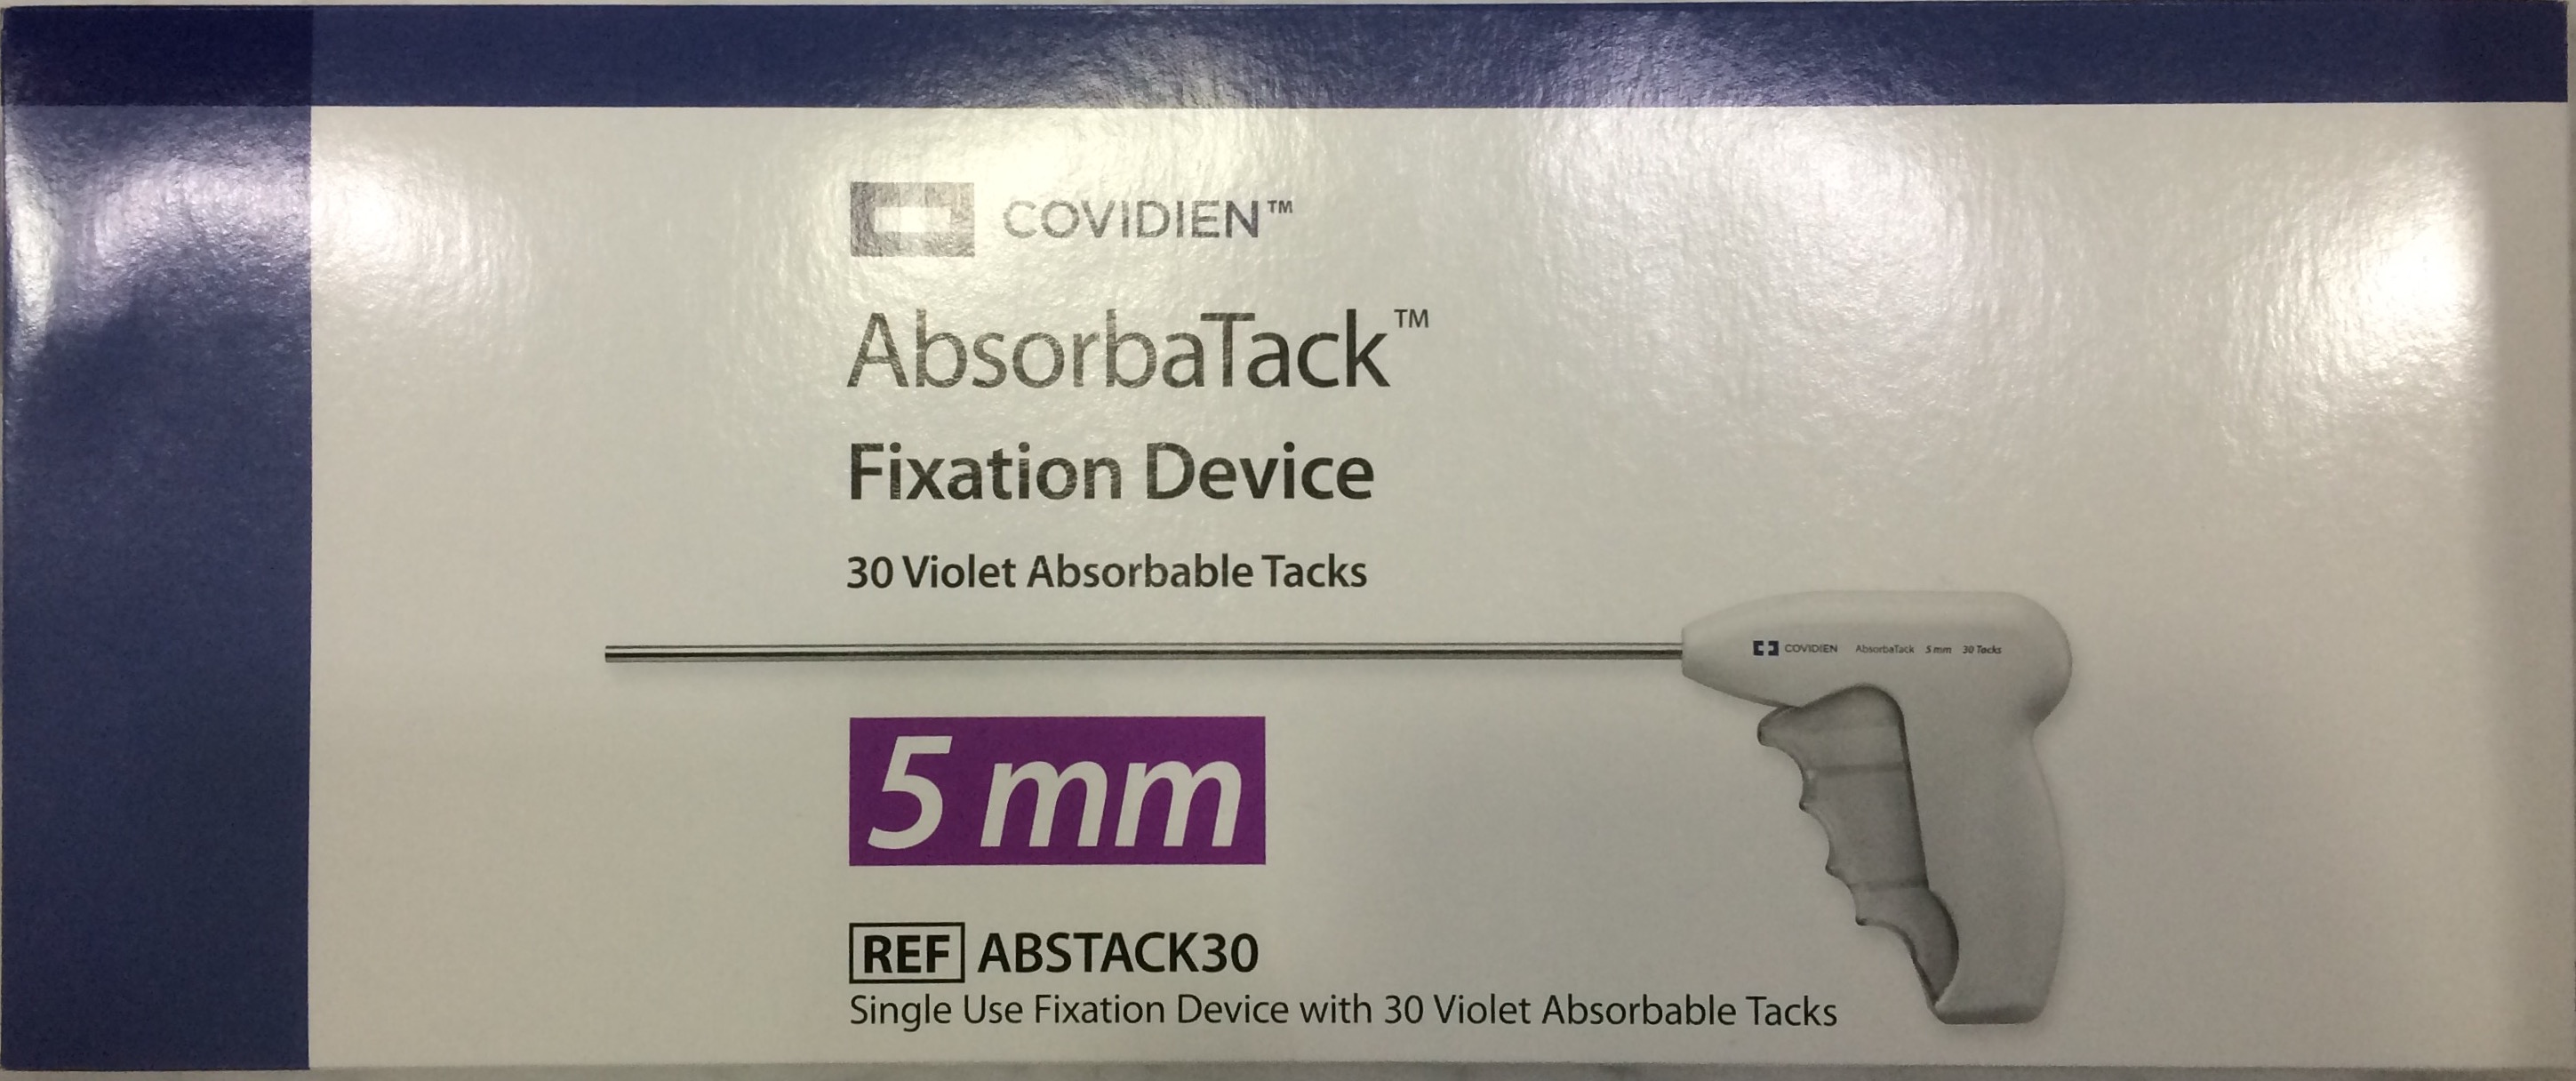 COVIDIEN™
AbsorbaTack™
Fixation Device
30 Violet Absorbable Tacks
COVIDIEN AbsorbaTack 5 mm 30 Tacks
5 mm
REF ABSTACK30
Single Use Fixation Device with 30 Violet Absorbable Tacks